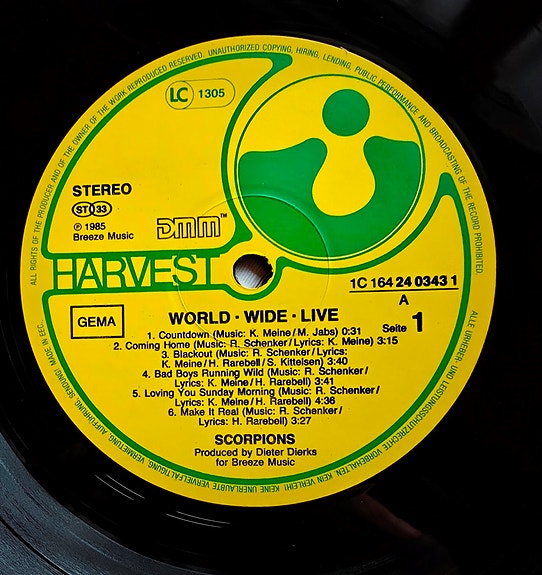 ALL RIGHTS OF THE PRODUCER AND OF THE OWNER OF THE WORK REPRODUCED RESERVED. UNAUTHORIZED COPYING, HIRING, LENDING, PUBLIC PERFORMANCE AND BROADCASTING OF THE RECORD PROHIBITED.
LC 1305
STEREO
ST 33
℗ 1985
Breeze Music
DMM™
HARVEST
1C 164 24 0343 1
A
GEMA
WORLD · WIDE · LIVE
Seite 1
1. Countdown (Music: K. Meine/M. Jabs) 0:31
2. Coming Home (Music: R. Schenker/Lyrics: K. Meine) 3:15
3. Blackout (Music: R. Schenker/Lyrics:
K. Meine/H. Rarebell/S. Kittelsen) 3:40
4. Bad Boys Running Wild (Music: R. Schenker/
Lyrics: K. Meine/H. Rarebell) 3:41
5. Loving You Sunday Morning (Music: R. Schenker/
Lyrics: K. Meine/H. Rarebell) 4:36
6. Make It Real (Music: R. Schenker/
Lyrics: H. Rarebell) 3:27
SCORPIONS
Produced by Dieter Dierks
for Breeze Music
ALLE URHEBER- UND LEISTUNGSSCHUTZRECHTE VORBEHALTEN. KEIN VERLEIH! KEINE UNERLAUBTE VERVIELFÄLTIGUNG, VERMIETUNG, AUFFÜHRUNG, SENDUNG! MADE IN EEC.